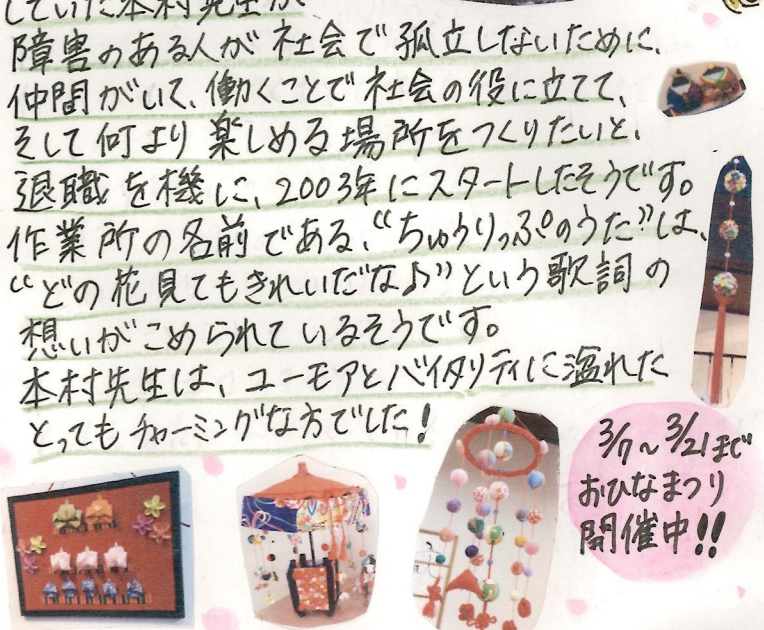 していた本村先生が
障害のある人が社会で孤立しないために、
仲間がいて、働くことで社会の役に立てて、
そして何より楽しめる場所をつくりたいと、
退職を機に、2003年にスタートしたそうです。
作業所の名前である、“ちゅうりっぷのうた”は、
“どの花見てもきれいだな♪”という歌詞の
想いがこめられているそうです。
本村先生は、ユーモアとバイタリティに溢れた
とってもチャーミングな方でした!
3/7〜3/21まで
おひなまつり
開催中!!